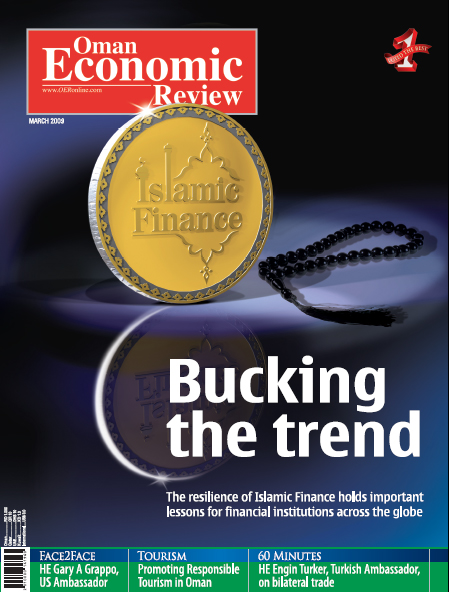 Oman
Economic
Review
www.OERonline.com
MARCH 2009
1
Islamic
Finance
Bucking
the trend
The resilience of Islamic Finance holds important
lessons for financial institutions across the globe
FACE2FACE
HE Gary A Grappo,
US Ambassador
TOURISM
Promoting Responsible
Tourism in Oman
60 MINUTES
HE Engin Turker, Turkish Ambassador,
on bilateral trade